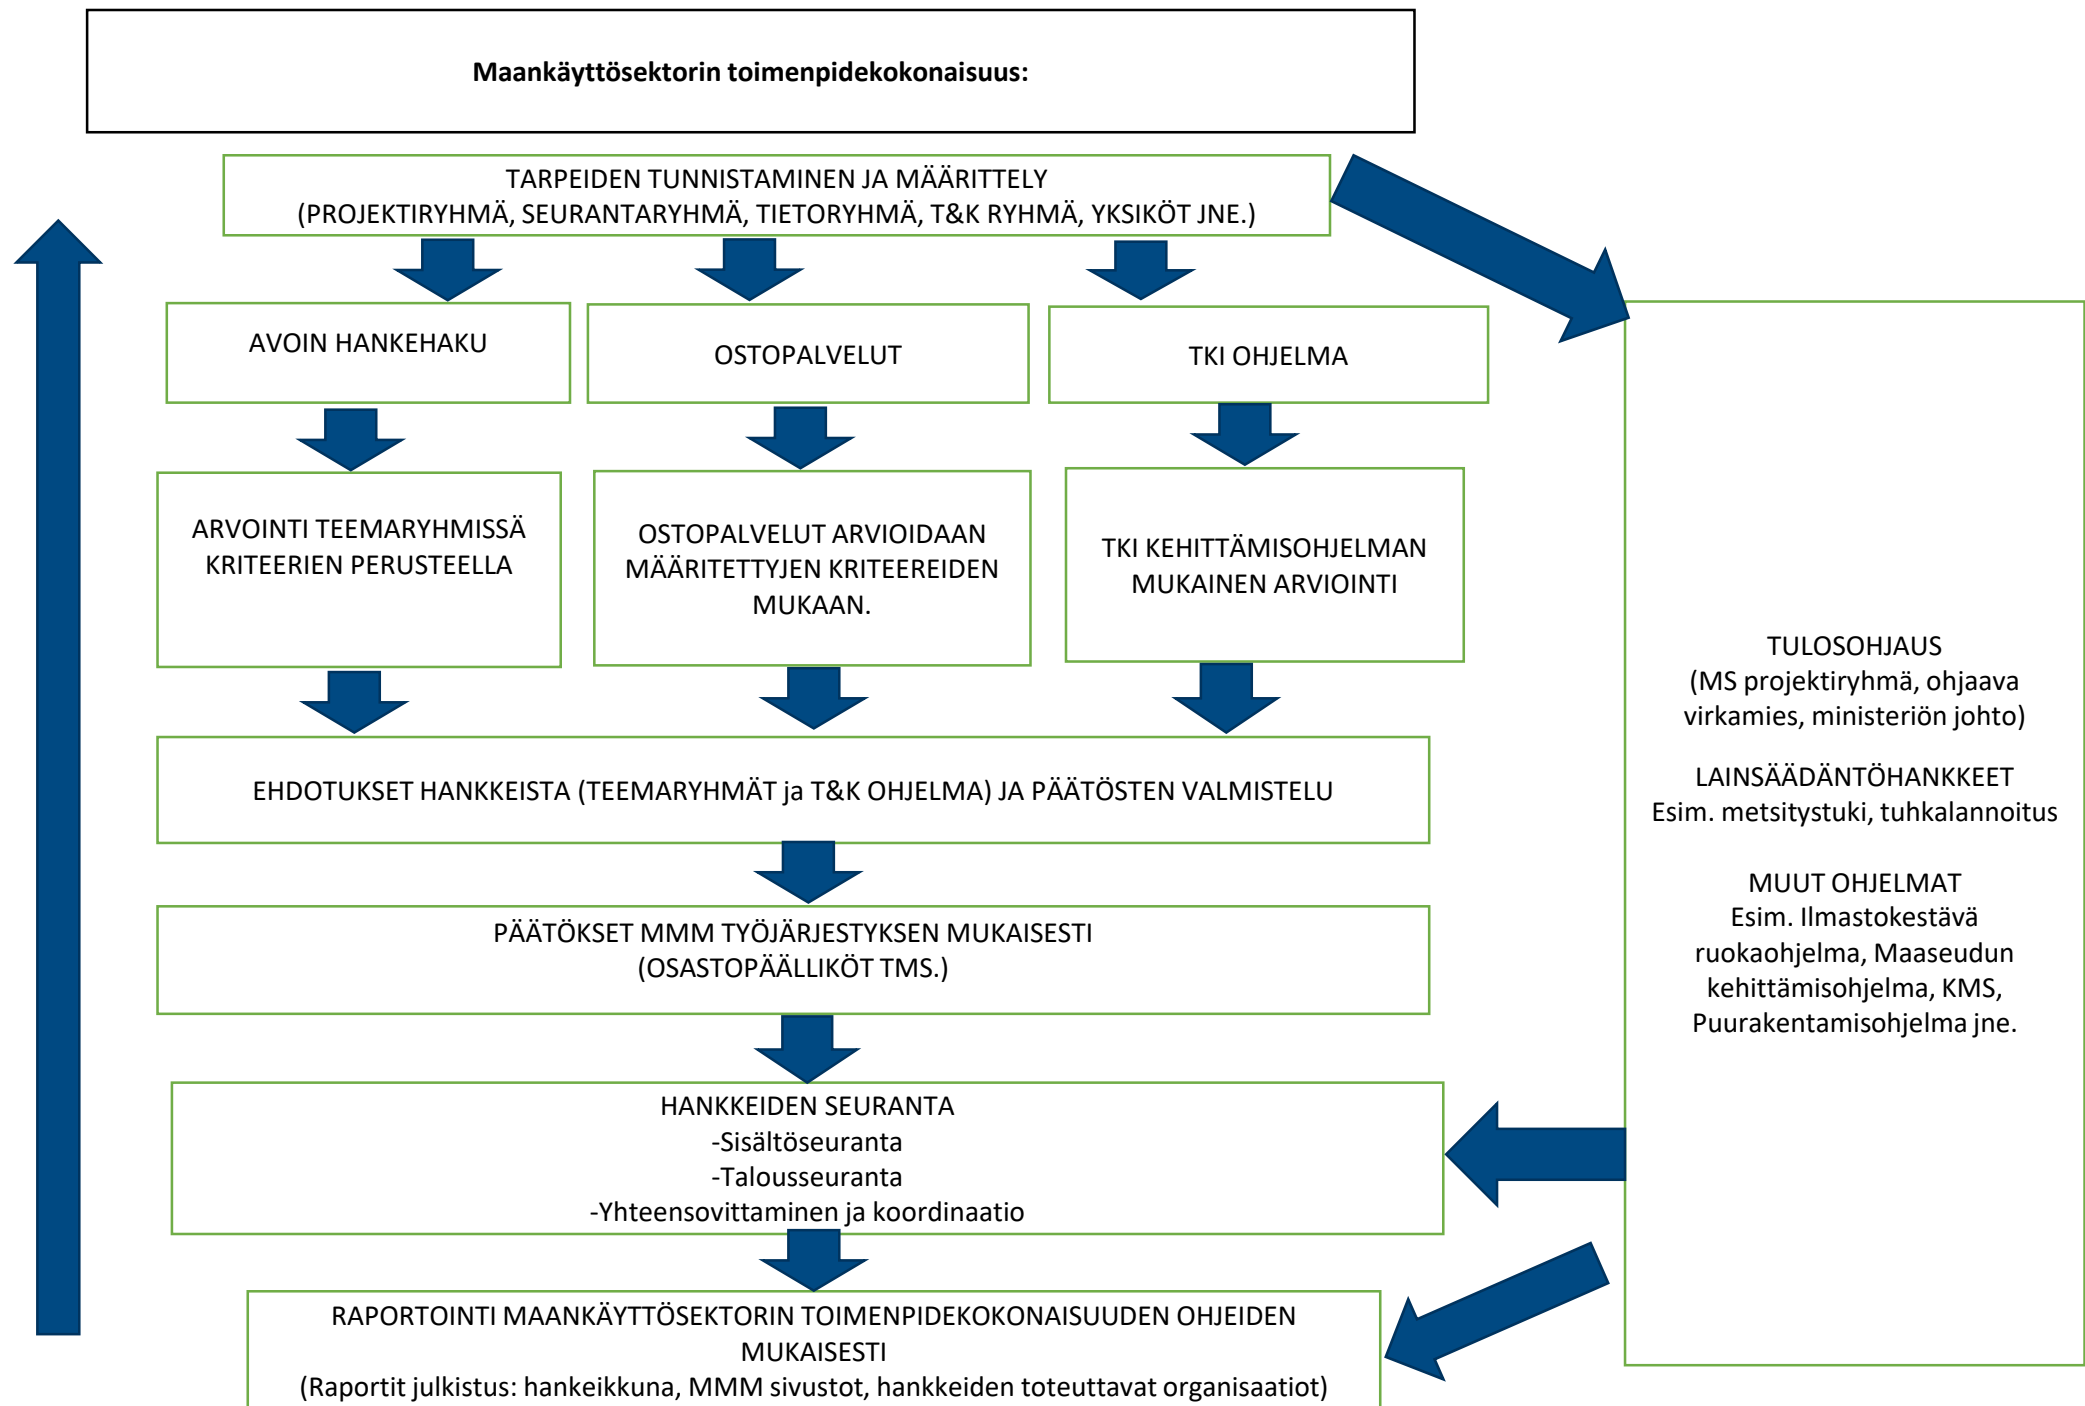 Maankäyttösektorin toimenpidekokonaisuus:
TARPEIDEN TUNNISTAMINEN JA MÄÄRITTELY
(PROJEKTIRYHMÄ, SEURANTARYHMÄ, TIETORYHMÄ, T&K RYHMÄ, YKSIKÖT JNE.)
AVOIN HANKEHAKU
OSTOPALVELUT
TKI OHJELMA
ARVOINTI TEEMARYHMISSÄ
KRITEERIEN PERUSTEELLA
OSTOPALVELUT ARVIOIDAAN
MÄÄRITETTYJEN KRITEEREIDEN
MUKAAN.
TKI KEHITTÄMISOHJELMAN
MUKAINEN ARVIOINTI
EHDOTUKSET HANKKEISTA (TEEMARYHMÄT ja T&K OHJELMA) JA PÄÄTÖSTEN VALMISTELU
PÄÄTÖKSET MMM TYÖJÄRJESTYKSEN MUKAISESTI
(OSASTOPÄÄLLIKÖT TMS.)
HANKKEIDEN SEURANTA
-Sisältöseuranta
-Talousseuranta
-Yhteensovittaminen ja koordinaatio
RAPORTOINTI MAANKÄYTTÖSEKTORIN TOIMENPIDEKOKONAISUUDEN OHJEIDEN
MUKAISESTI
(Raportit julkistus: hankeikkuna, MMM sivustot, hankkeiden toteuttavat organisaatiot)
TULOSOHJAUS
(MS projektiryhmä, ohjaava
virkamies, ministeriön johto)
LAINSÄÄDÄNTÖHANKKEET
Esim. metsitystuki, tuhkalannoitus
MUUT OHJELMAT
Esim. Ilmastokestävä
ruokaohjelma, Maaseudun
kehittämisohjelma, KMS,
Puurakentamisohjelma jne.